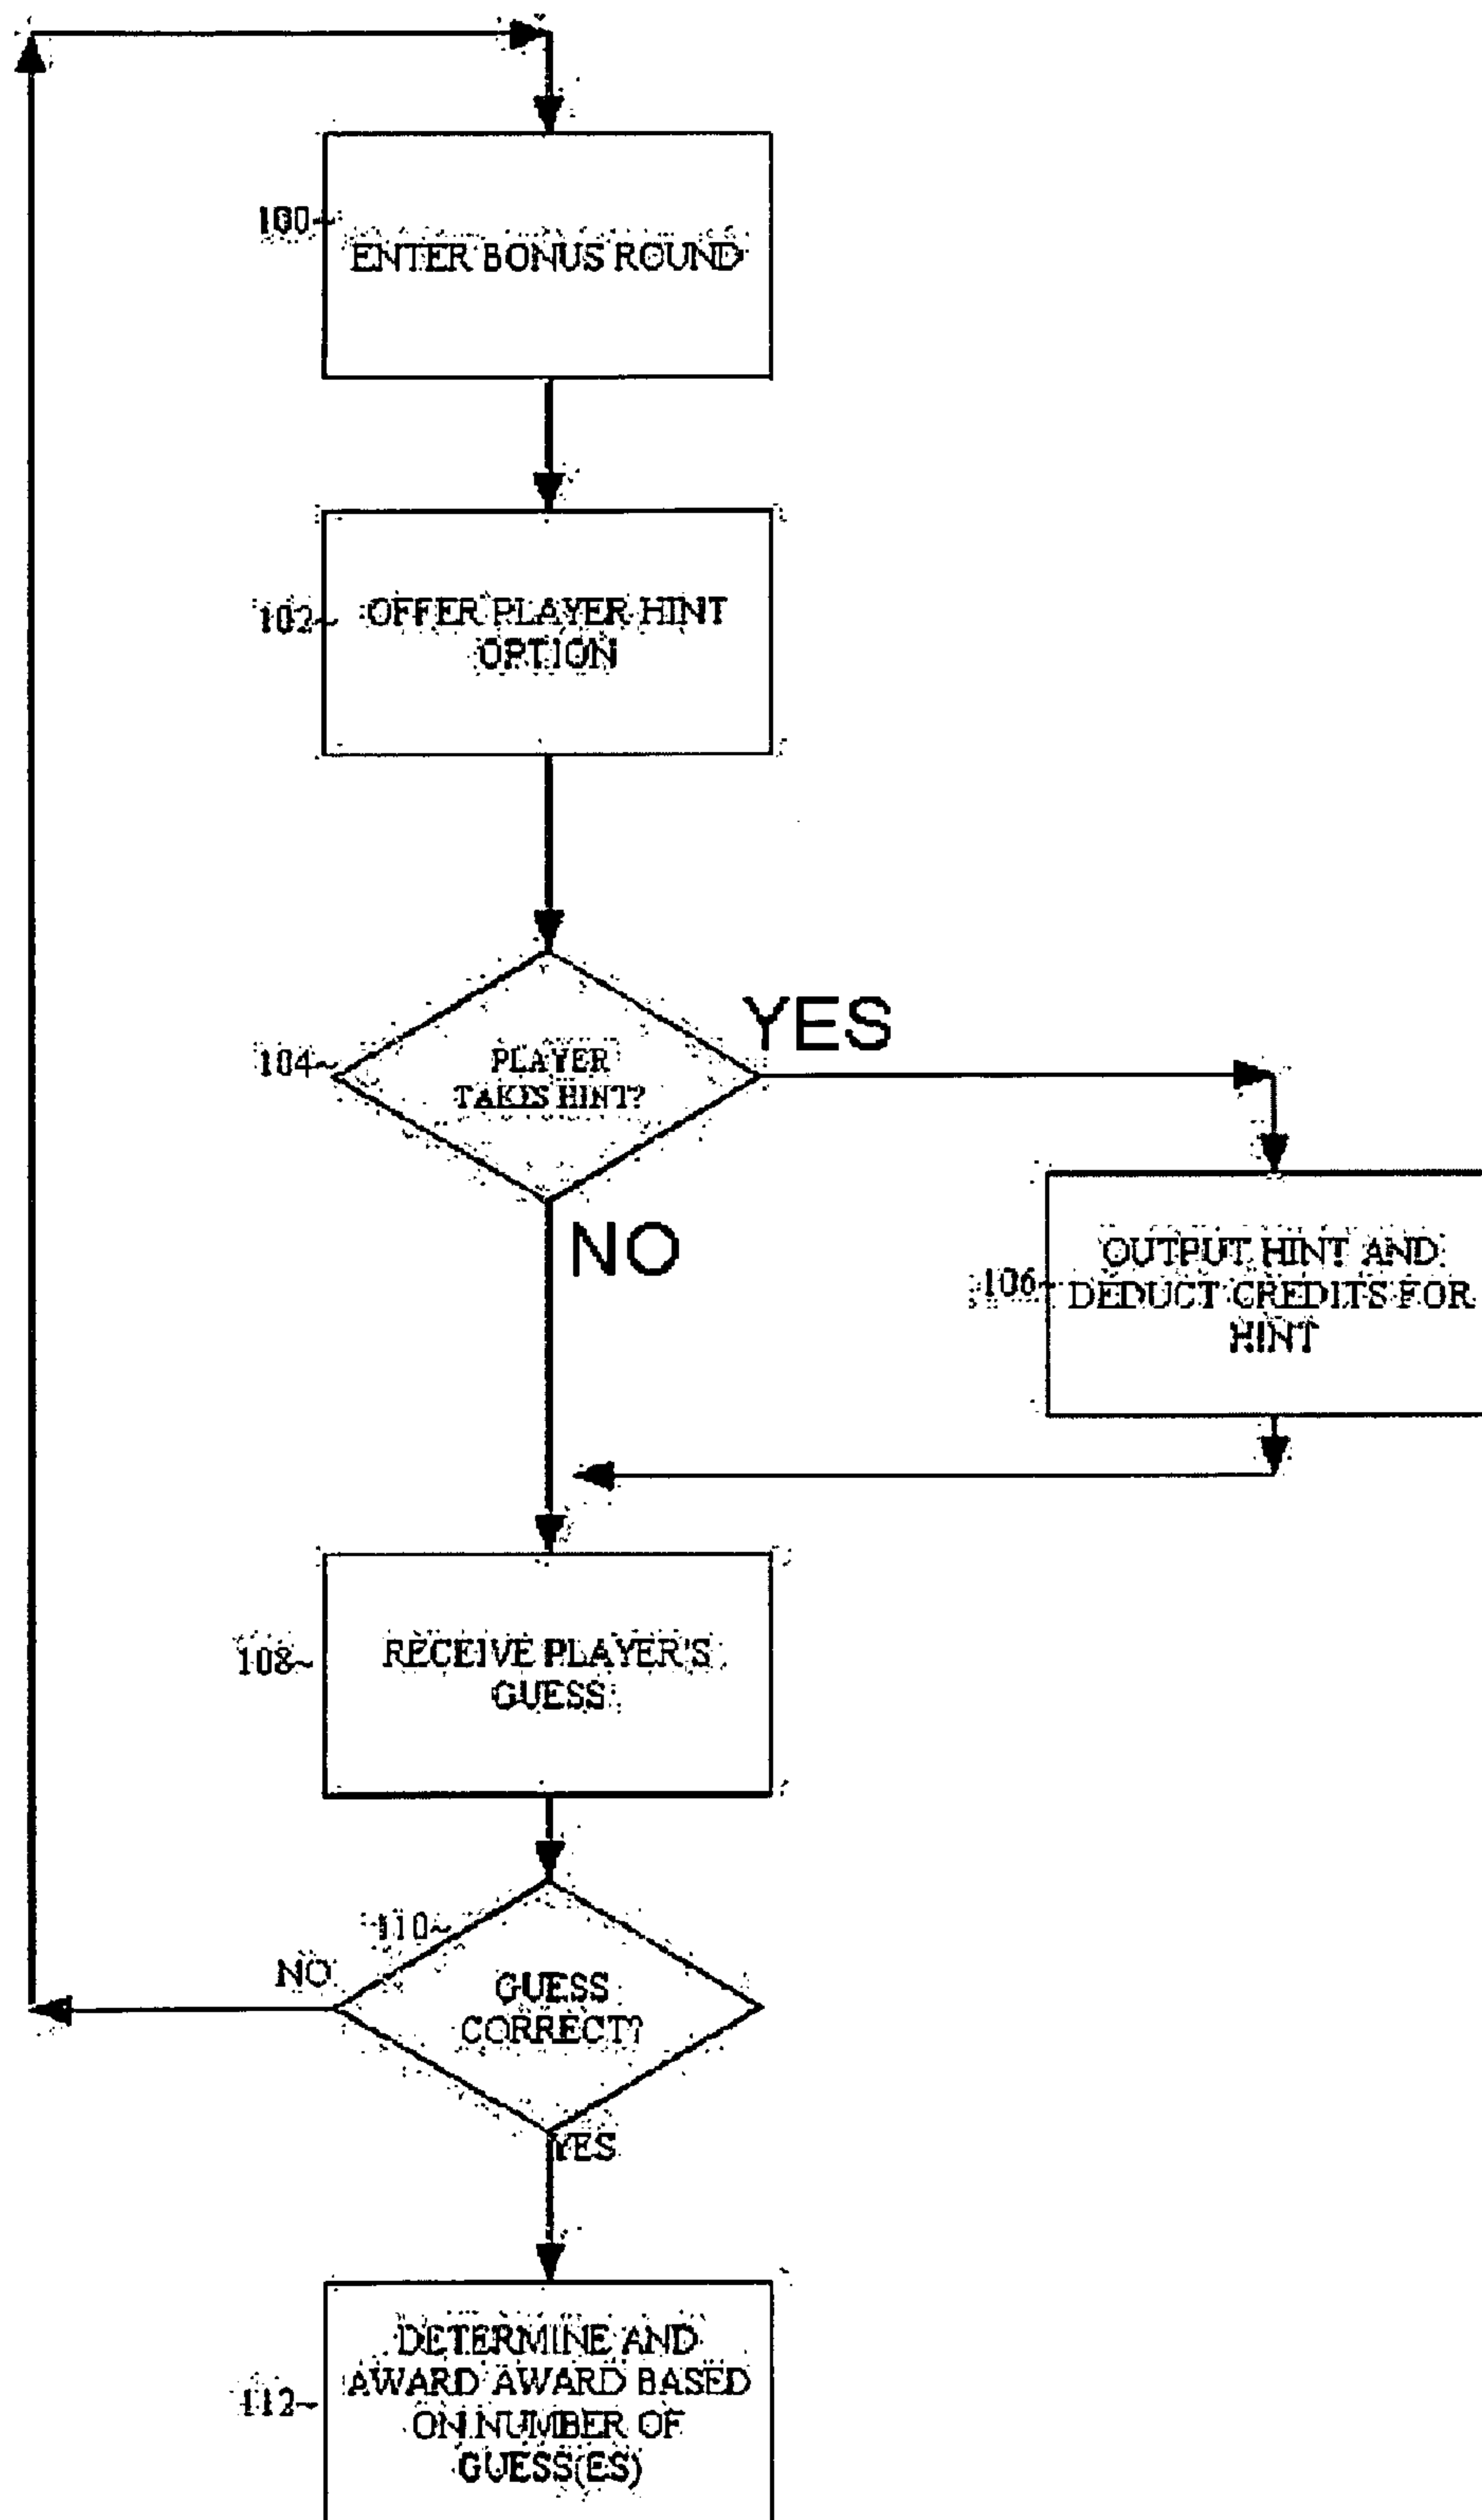 100~
ENTER BONUS ROUND
102~
OFFER PLAYER HINT
OPTION
104~
PLAYER
TAKES HINT?
YES
NO
106~
OUTPUT HINT AND
DEDUCT CREDITS FOR
HINT
108~
RECEIVE PLAYER'S
GUESS
110~
NO
GUESS
CORRECT?
YES
112~
DETERMINE AND
AWARD AWARD BASED
ON NUMBER OF
GUESS(ES)